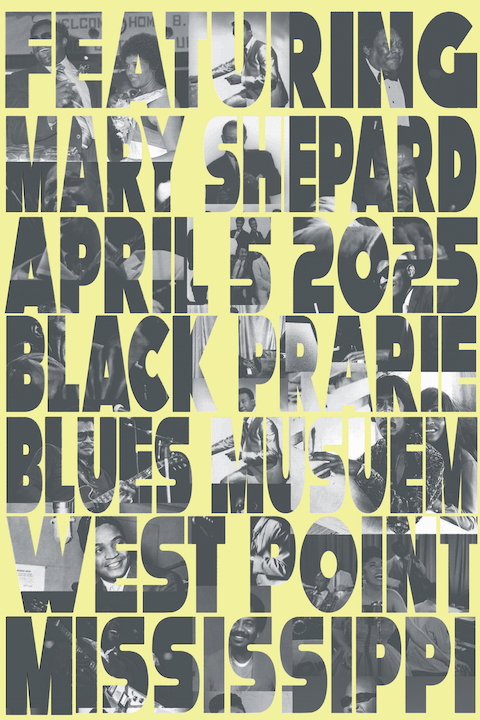 FEATURING
MARY SHEPARD
APRIL 5 2025
BLACK PRARIE
BLUES MUSUEM
WEST POINT
MISSISSIPPI